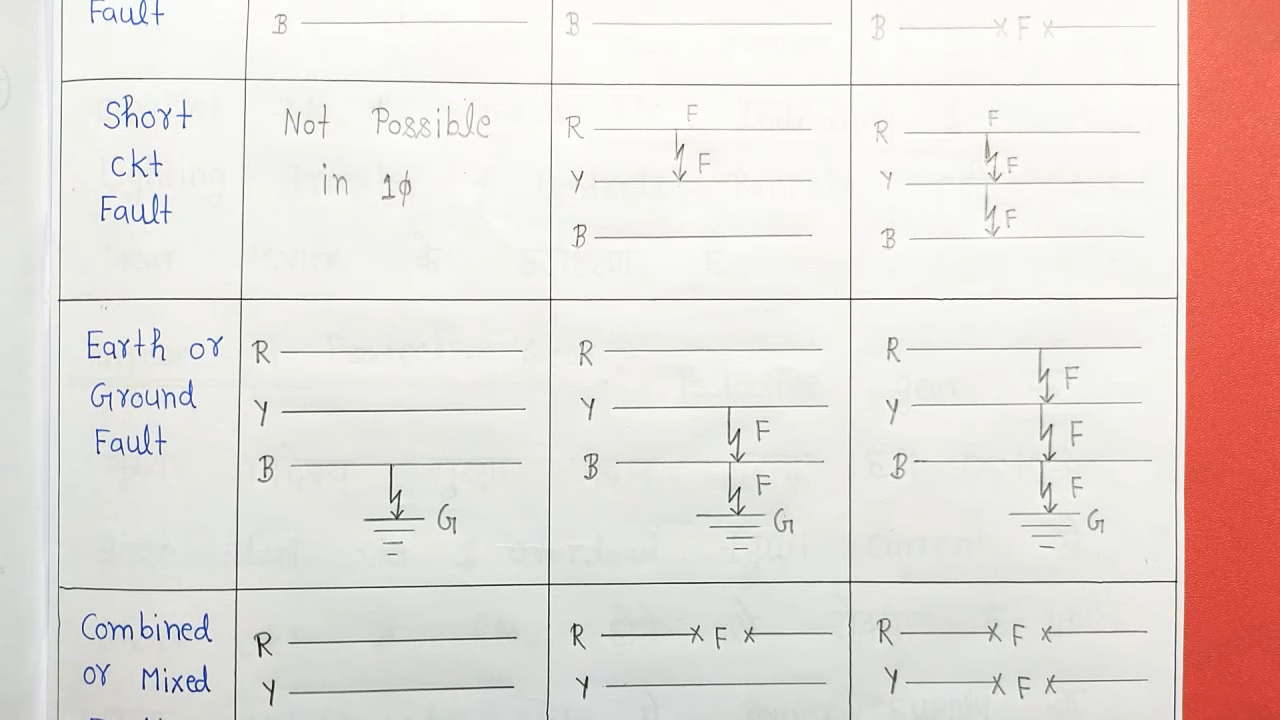 Fault
B
B
B F
Short
ckt
Fault
Not Possible
in 1ϕ
R F
F
Y
B
R F
F
Y
F
B
Earth or
Ground
Fault
R
Y
B
G
R
Y
F
B
F
G
R
F
Y
F
B
F
G
Combined
or Mixed
R
Y
R F
Y
R F
Y F